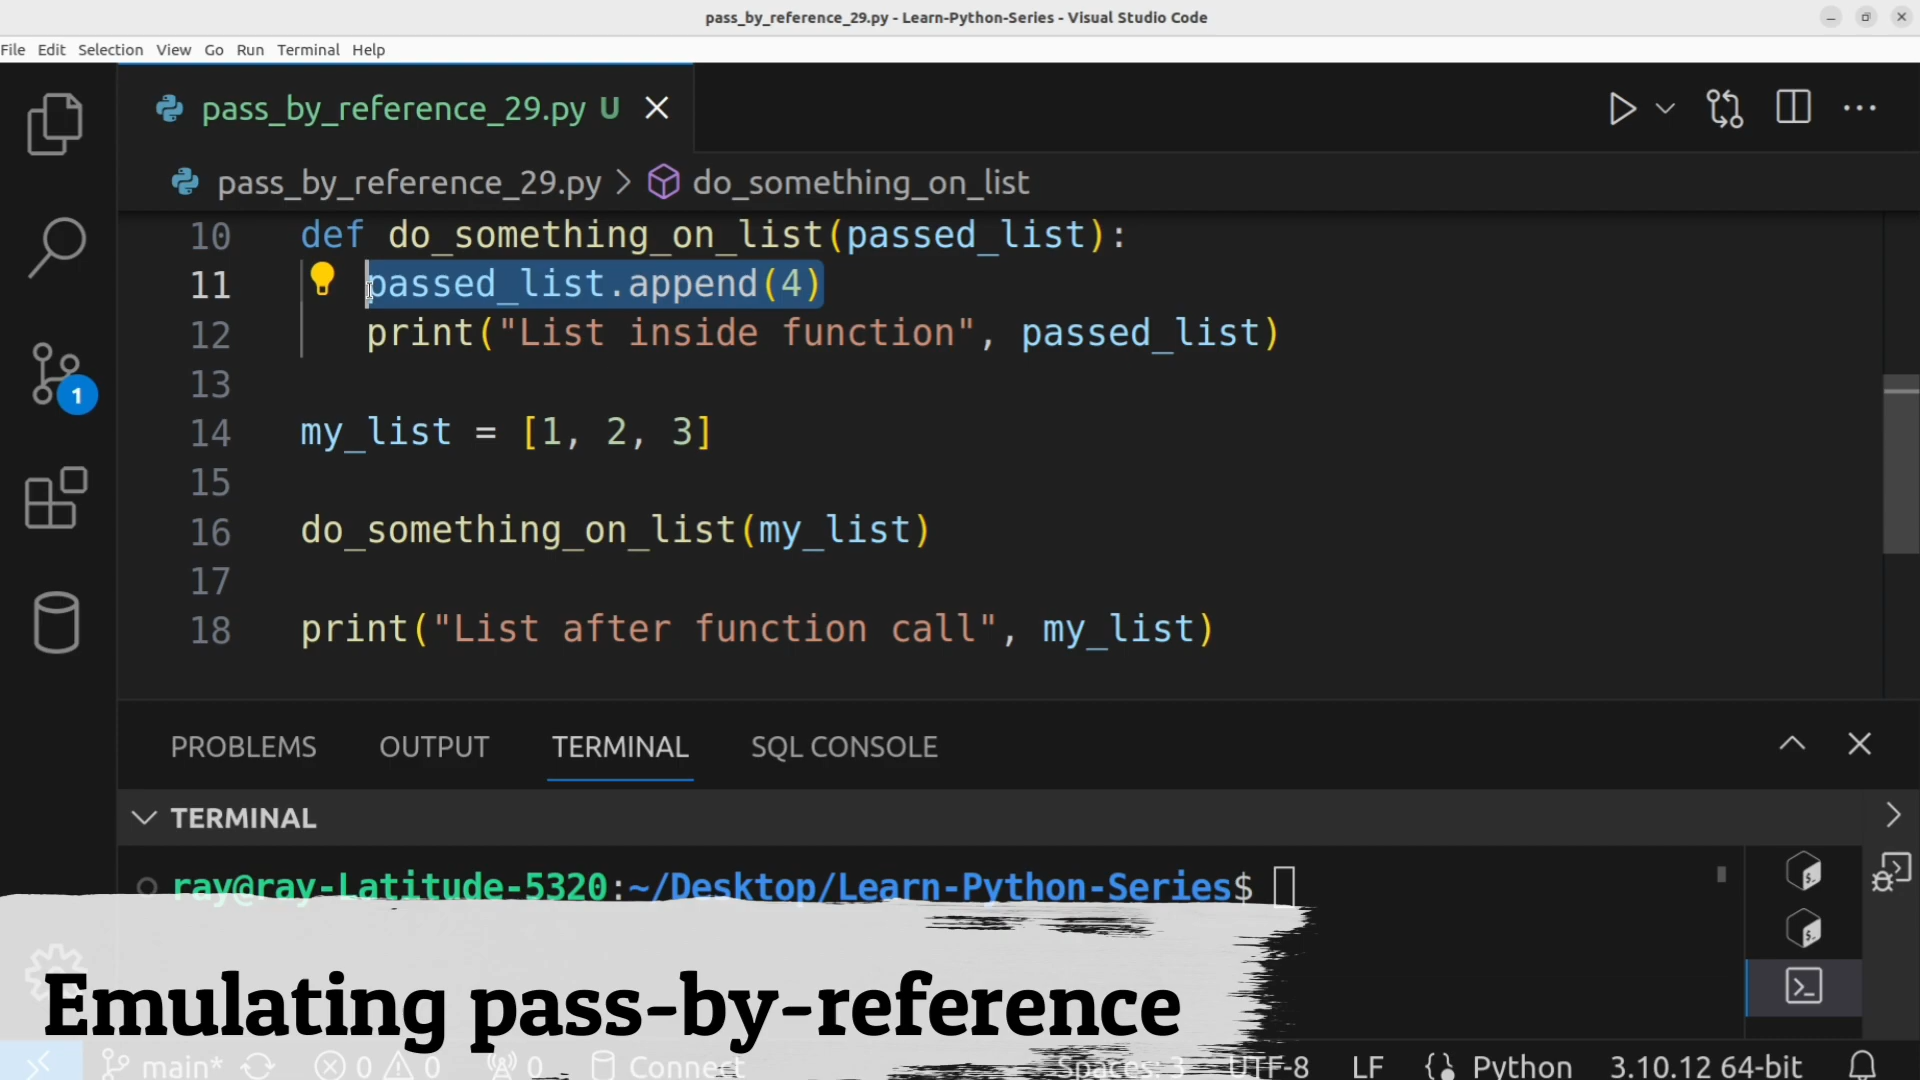 pass_by_reference_29.py - Learn-Python-Series - Visual Studio Code
File Edit Selection View Go Run Terminal Help
pass_by_reference_29.py U
pass_by_reference_29.py > do_something_on_list
10 def do_something_on_list(passed_list):
11 passed_list.append(4)
12 print("List inside function", passed_list)
13
14 my_list = [1, 2, 3]
15
16 do_something_on_list(my_list)
17
18 print("List after function call", my_list)
1
PROBLEMS OUTPUT TERMINAL SQL CONSOLE
TERMINAL
ray@ray-Latitude-5320:~/Desktop/Learn-Python-Series$
Emulating pass-by-reference
main* 0 0 0 Connect Spaces: 3 UTF-8 LF Python 3.10.12 64-bit